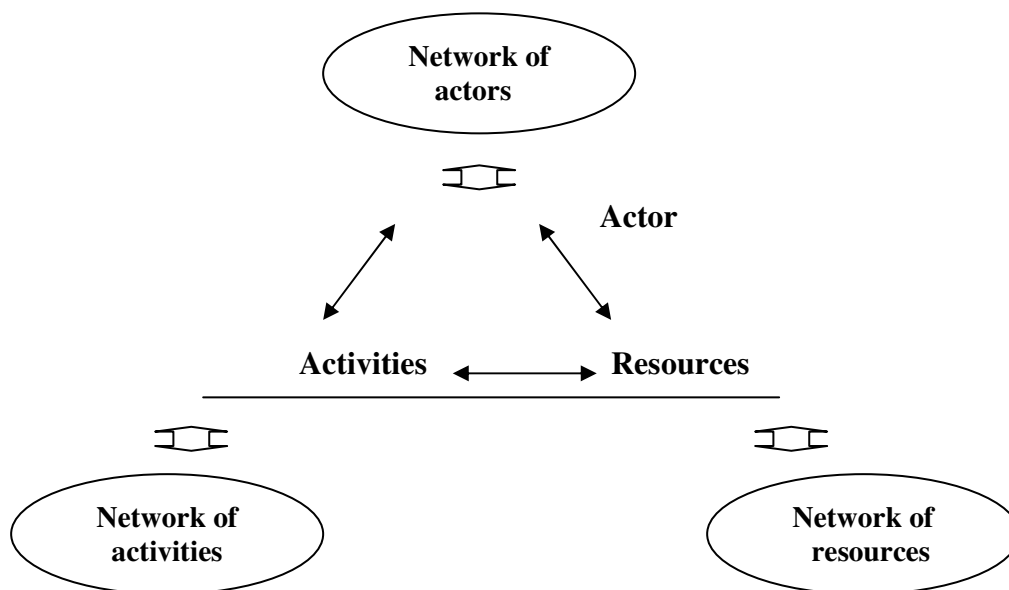 Network of
actors
Actor
Activities
Resources
Network of
activities
Network of
resources